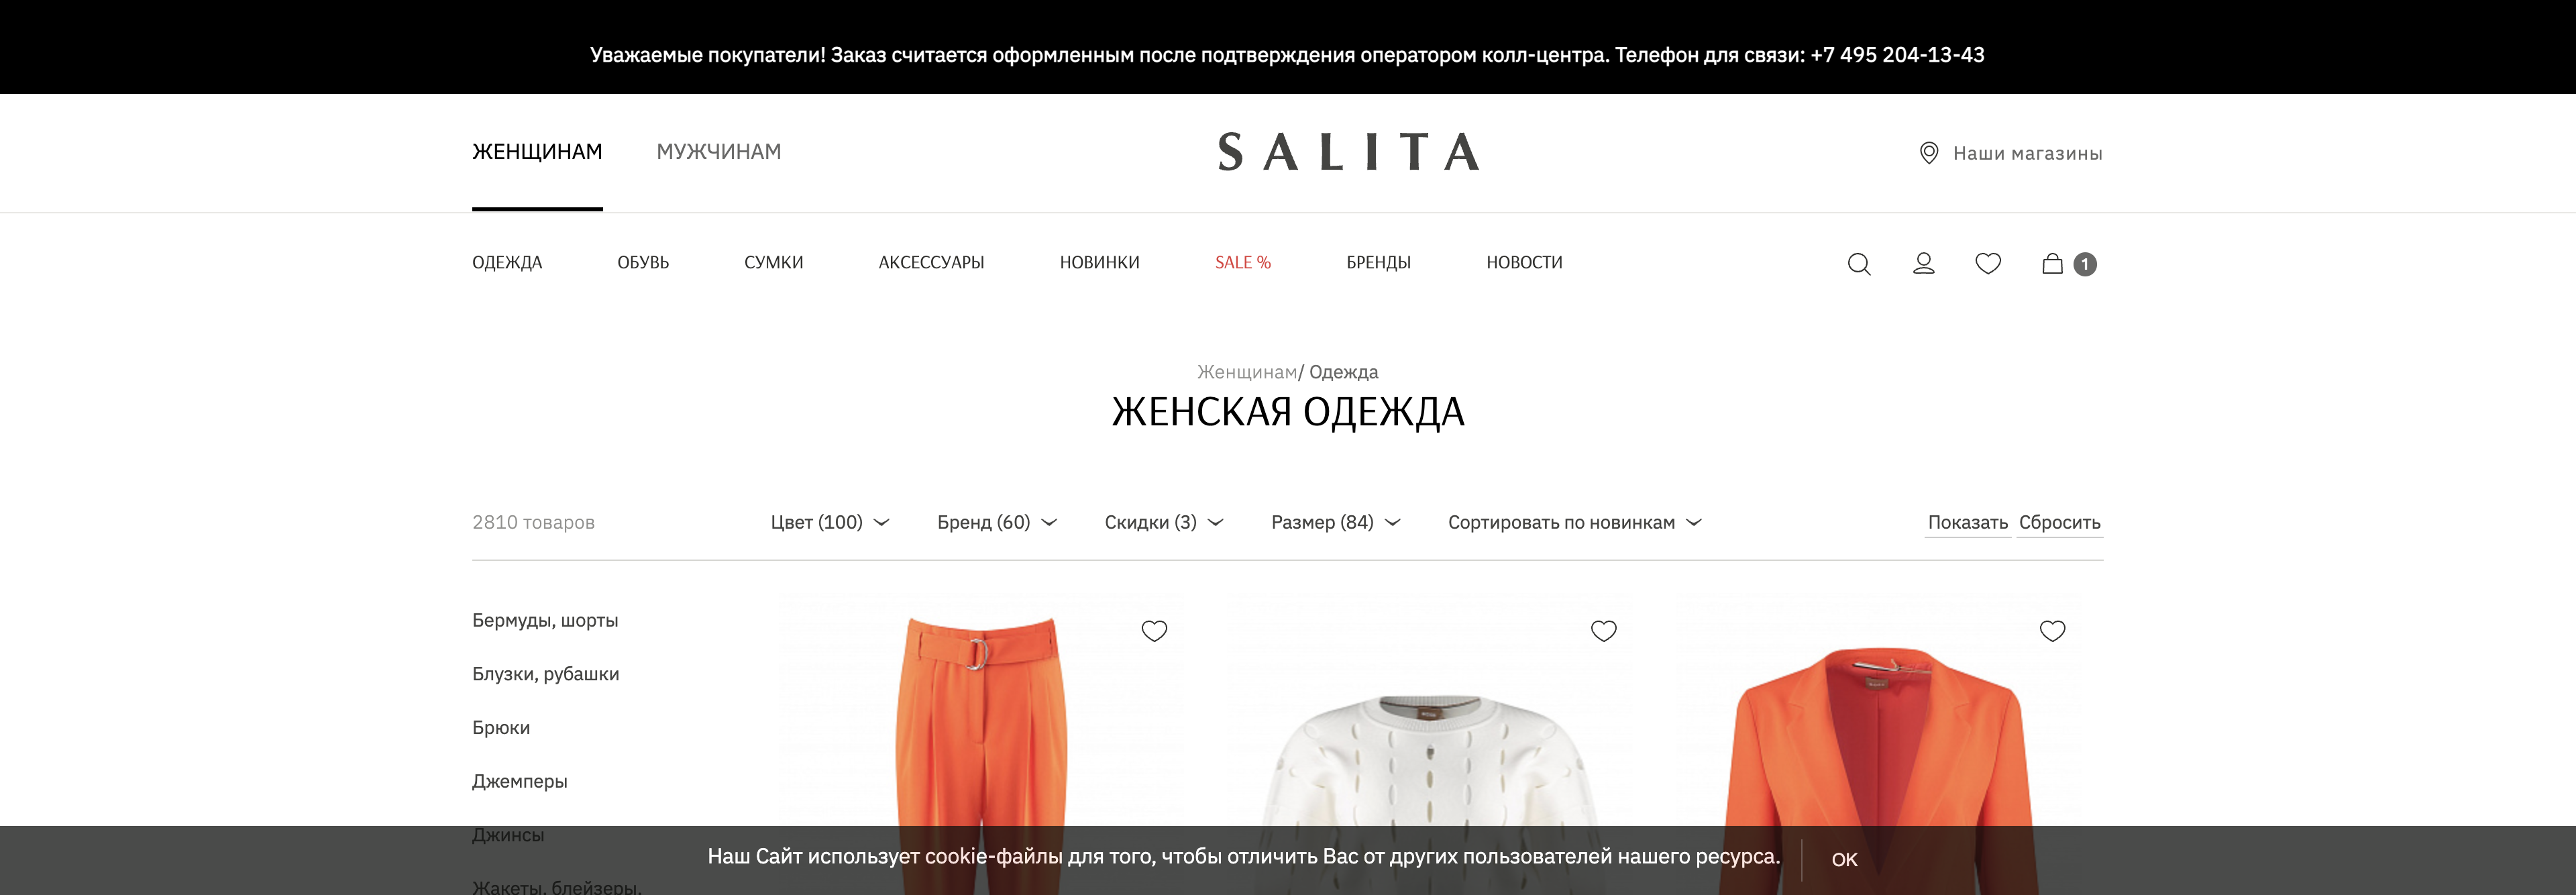 Уважаемые покупатели! Заказ считается оформленным после подтверждения оператором колл-центра. Телефон для связи: +7 495 204-13-43
ЖЕНЩИНАМ МУЖЧИНАМ SALITA Наши магазины
ОДЕЖДА ОБУВЬ СУМКИ АКСЕССУАРЫ НОВИНКИ SALE % БРЕНДЫ НОВОСТИ 1
Женщинам/ Одежда
ЖЕНСКАЯ ОДЕЖДА
2810 товаров Цвет (100) Бренд (60) Скидки (3) Размер (84) Сортировать по новинкам Показать Сбросить
Бермуды, шорты
Блузки, рубашки
Брюки
Джемперы
Джинсы
Наш Сайт использует cookie-файлы для того, чтобы отличить Вас от других пользователей нашего ресурса. OK
Жакеты, блейзеры,